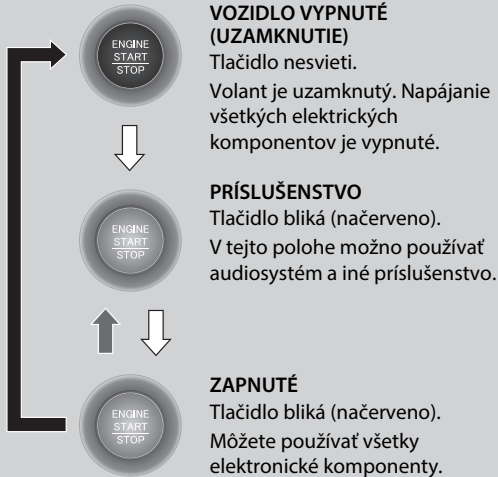 ENGINE
START
STOP
VOZIDLO VYPNUTÉ
(UZAMKNUTIE)
Tlačidlo nesvieti.
Volant je uzamknutý. Napájanie
všetkých elektrických
komponentov je vypnuté.
ENGINE
START
STOP
PRÍSLUŠENSTVO
Tlačidlo bliká (načerveno).
V tejto polohe možno používať
audiosystém a iné príslušenstvo.
ENGINE
START
STOP
ZAPNUTÉ
Tlačidlo bliká (načerveno).
Môžete používať všetky
elektronické komponenty.